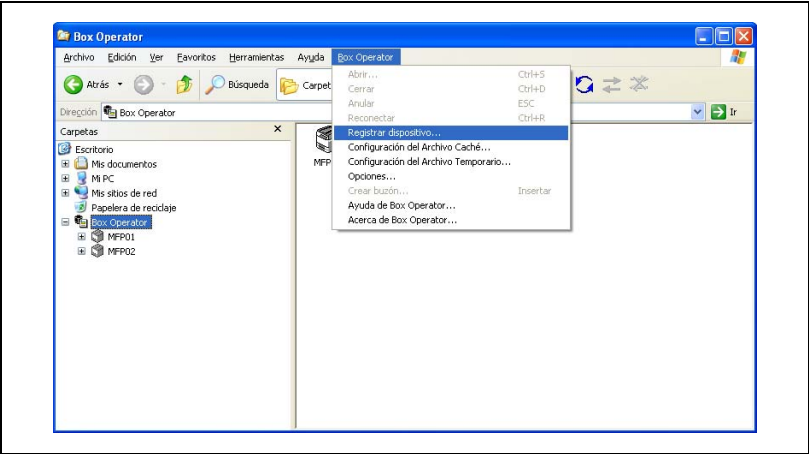 Box Operator
Archivo Edición Ver Favoritos Herramientas Ayuda Box Operator
Atrás Búsqueda Carpet
Dirección Box Operator Ir
Carpetas
Escritorio
Mis documentos
Mi PC
Mis sitios de red
Papelera de reciclaje
Box Operator
MFP01
MFP02
MFP
Abrir... Ctrl+S
Cerrar Ctrl+D
Anular ESC
Reconectar Ctrl+R
Registrar dispositivo...
Configuración del Archivo Caché...
Configuración del Archivo Temporario...
Opciones...
Crear buzón... Insertar
Ayuda de Box Operator...
Acerca de Box Operator...